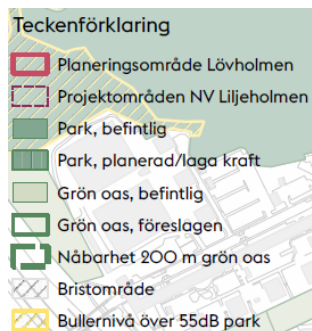 Teckenförklaring
Planeringsområde Lövholmen
Projektområden NV Liljeholmen
Park, befintlig
Park, planerad/laga kraft
Grön oas, befintlig
Grön oas, föreslagen
Nåbarhet 200 m grön oas
Bristområde
Bullernivå över 55dB park